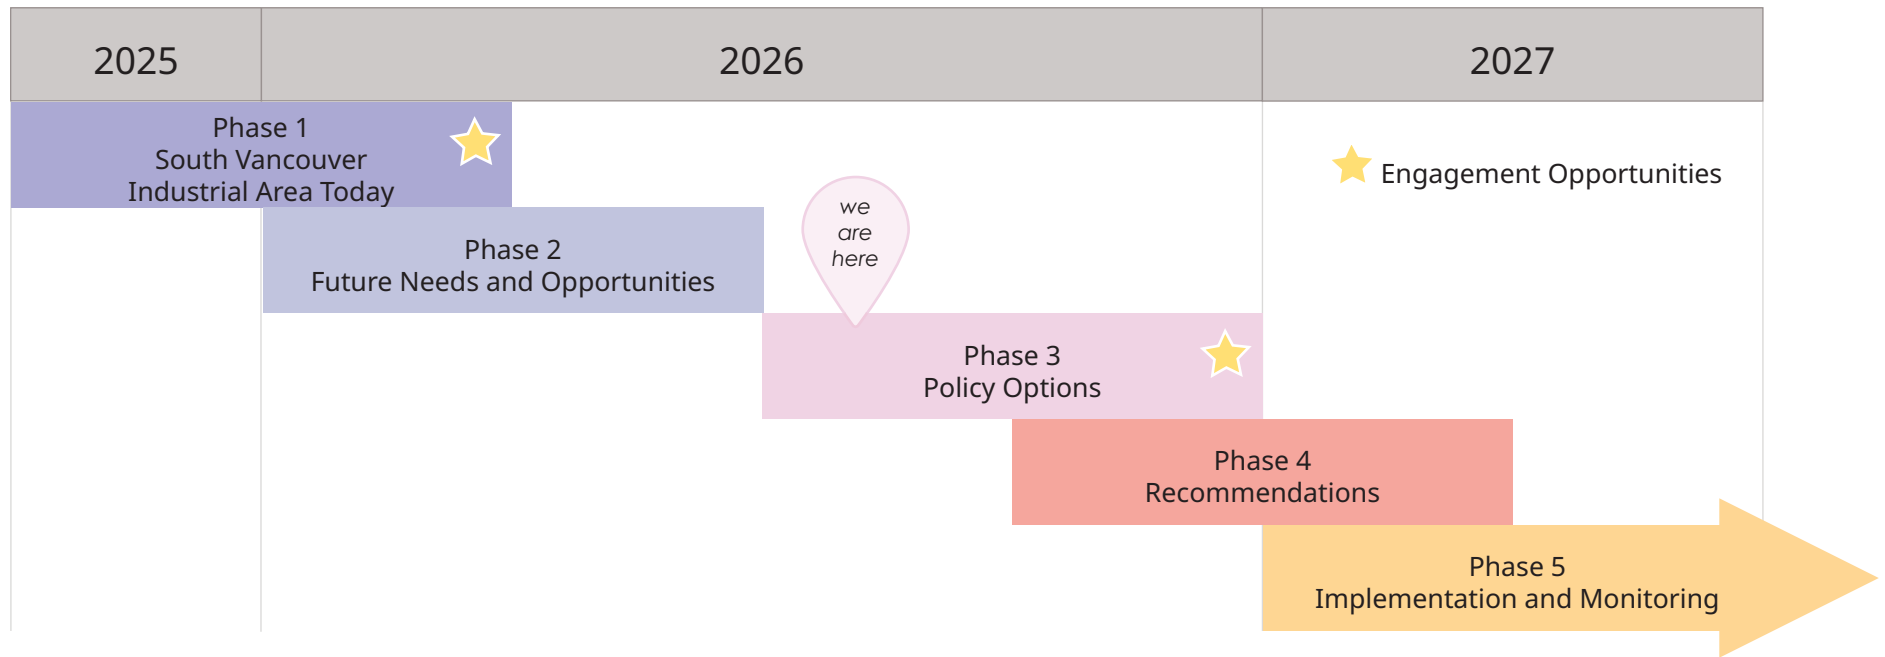 2025
2026
2027
Phase 1
South Vancouver
Industrial Area Today
Engagement Opportunities
we
are
here
Phase 2
Future Needs and Opportunities
Phase 3
Policy Options
Phase 4
Recommendations
Phase 5
Implementation and Monitoring